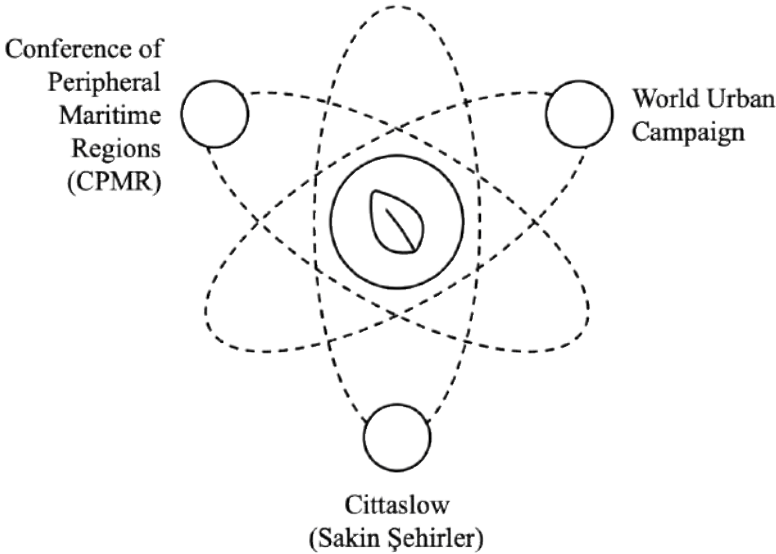 Conference of
Peripheral
Maritime
Regions
(CPMR)
World Urban
Campaign
Cittaslow
(Sakin Şehirler)